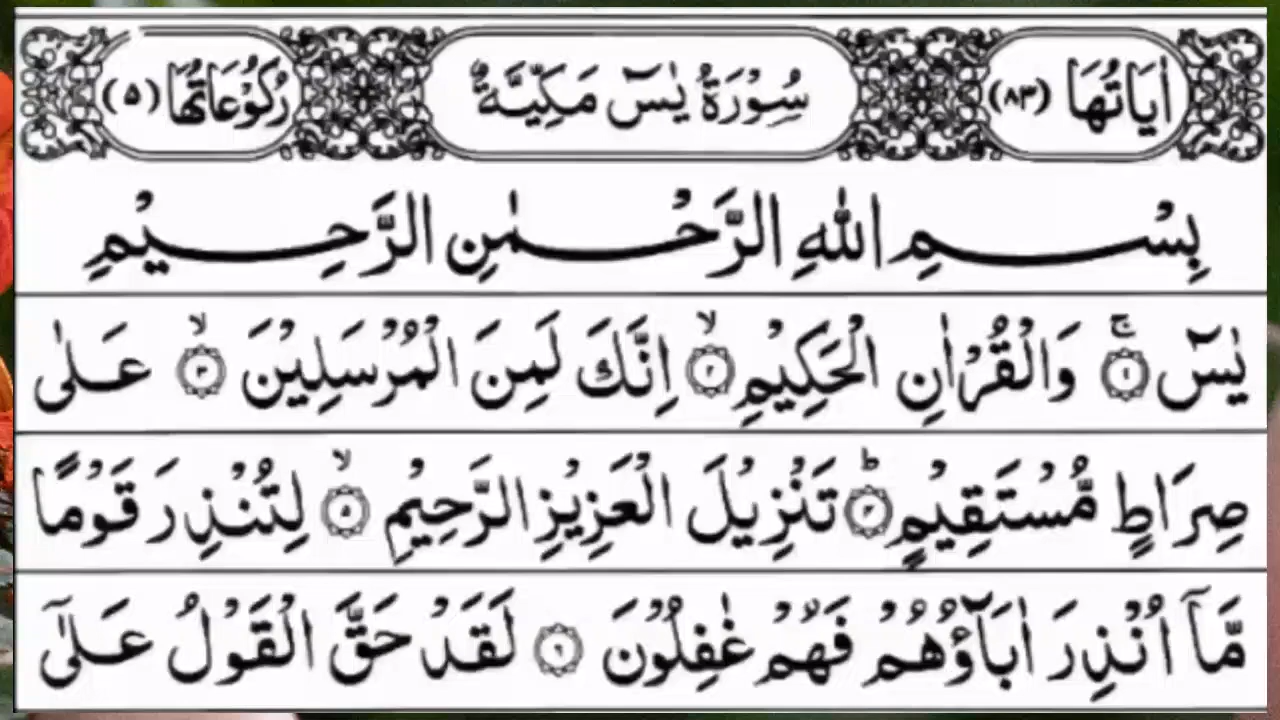 اٰيَاتُهَا (٨٣) سُوْرَةُ يٰسٓ مَكِّيَّةٌ رُكُوْعَاتُهَا (٥)
بِسْمِ اللّٰهِ الرَّحْمٰنِ الرَّحِيْمِ
يٰسٓ ۚ‏﴿١﴾ وَالْقُرْاٰنِ الْحَكِيْمِ ۙ‏﴿٢﴾ اِنَّكَ لَمِنَ الْمُرْسَلِيْنَ ۙ‏﴿٣﴾ عَلٰى
صِرَاطٍ مُّسْتَقِيْمٍ ؕ‏﴿٤﴾ تَنْزِيْلَ الْعَزِيْزِ الرَّحِيْمِ ۙ‏﴿٥﴾ لِتُنْذِرَ قَوْمًا
مَّاۤ اُنْذِرَ اٰبَآؤُهُمْ فَهُمْ غٰفِلُوْنَ ﴿٦﴾ لَقَدْ حَقَّ الْقَوْلُ عَلٰٓى